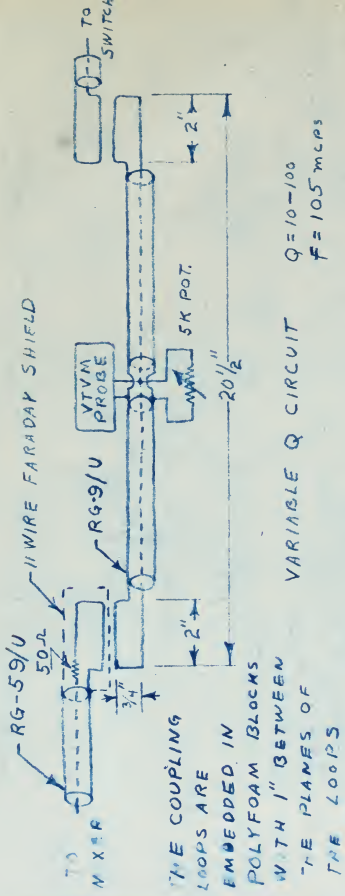 TO
SWITCH
11 WIRE FARADAY SHIELD
RG-59/U
50Ω
TO
MIXER
3/4"
2"
RG-9/U
VTVM
PROBE
5K POT.
2"
20 1/2"
THE COUPLING
LOOPS ARE
EMBEDDED IN
POLYFOAM BLOCKS
WITH 1" BETWEEN
THE PLANES OF
THE LOOPS
VARIABLE Q CIRCUIT
Q=10-100
F=105 mcps